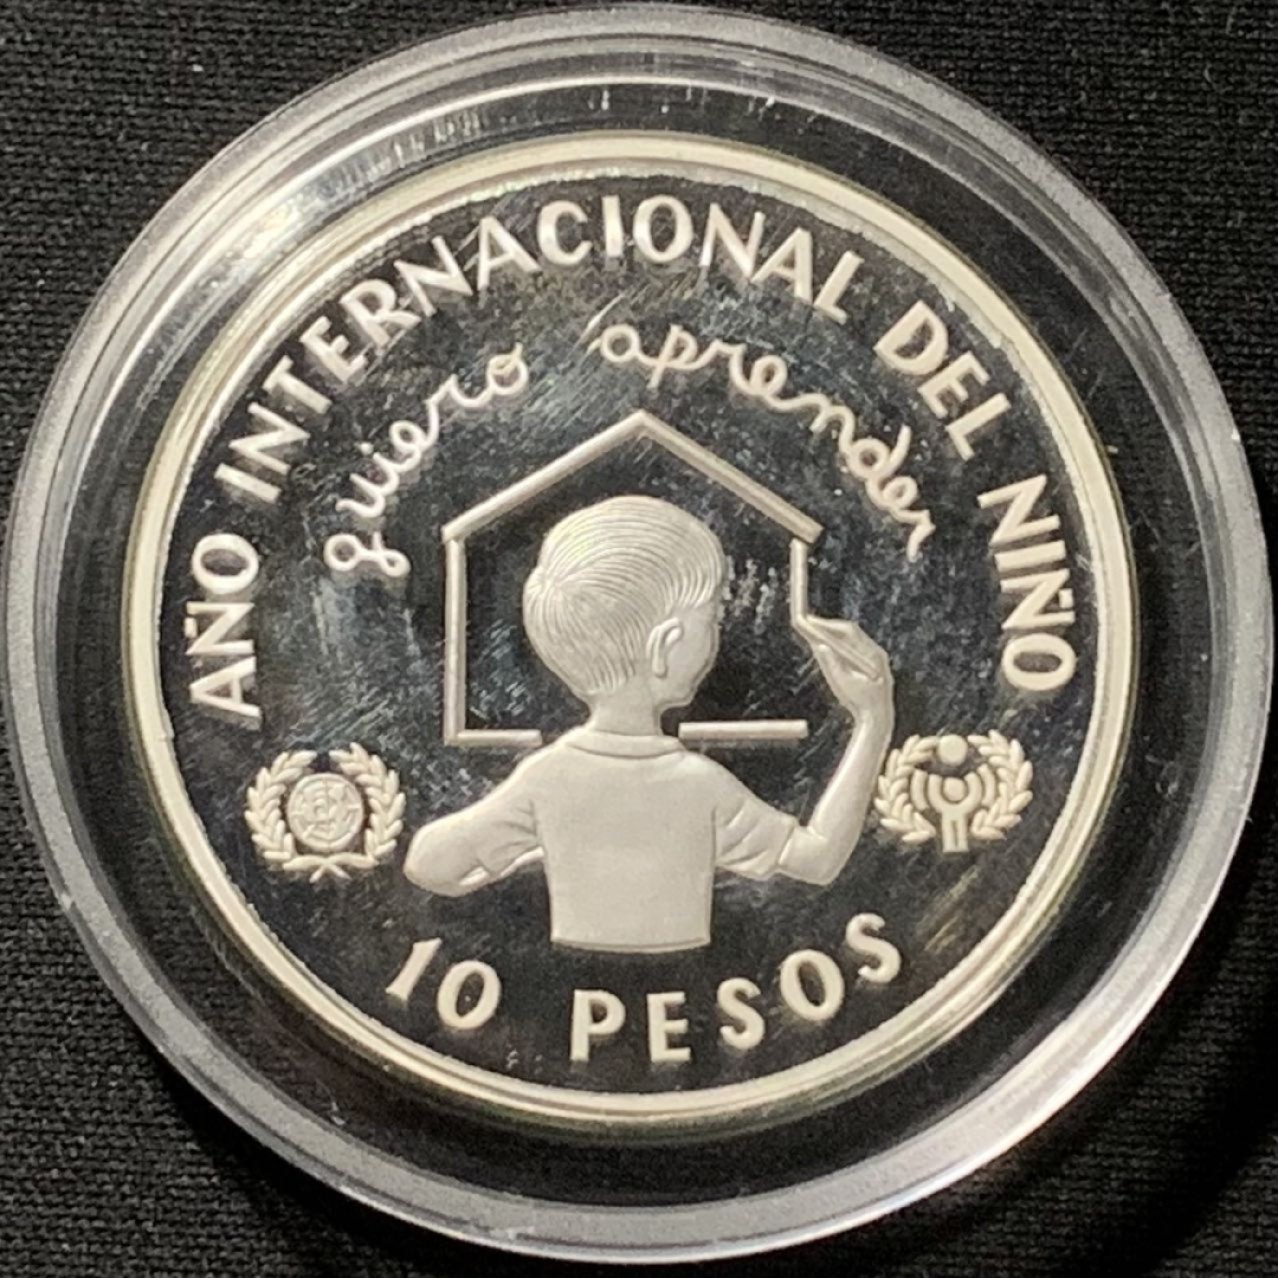 AÑO INTERNACIONAL DEL NIÑO
quiero aprender
10 PESOS